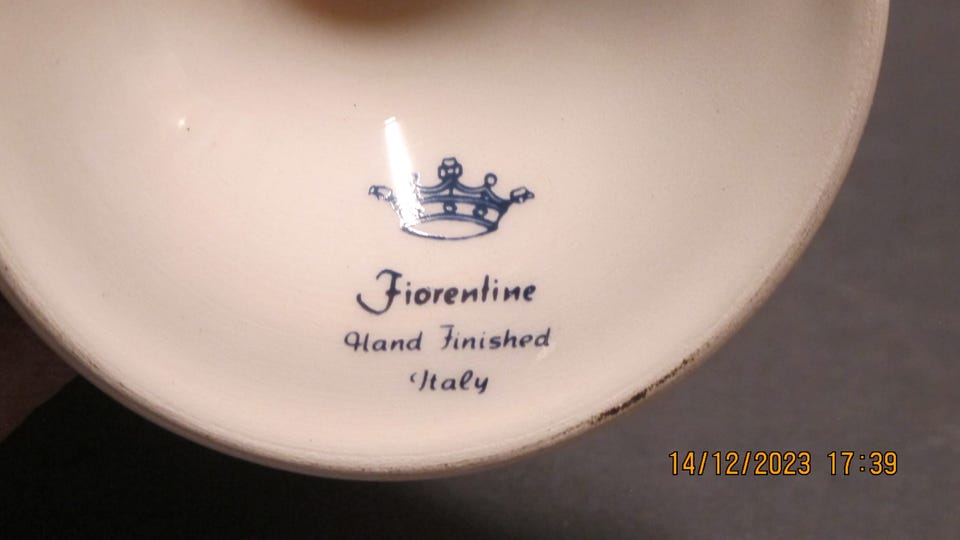 Fiorentine
Hand Finished
Italy
14/12/2023 17:39